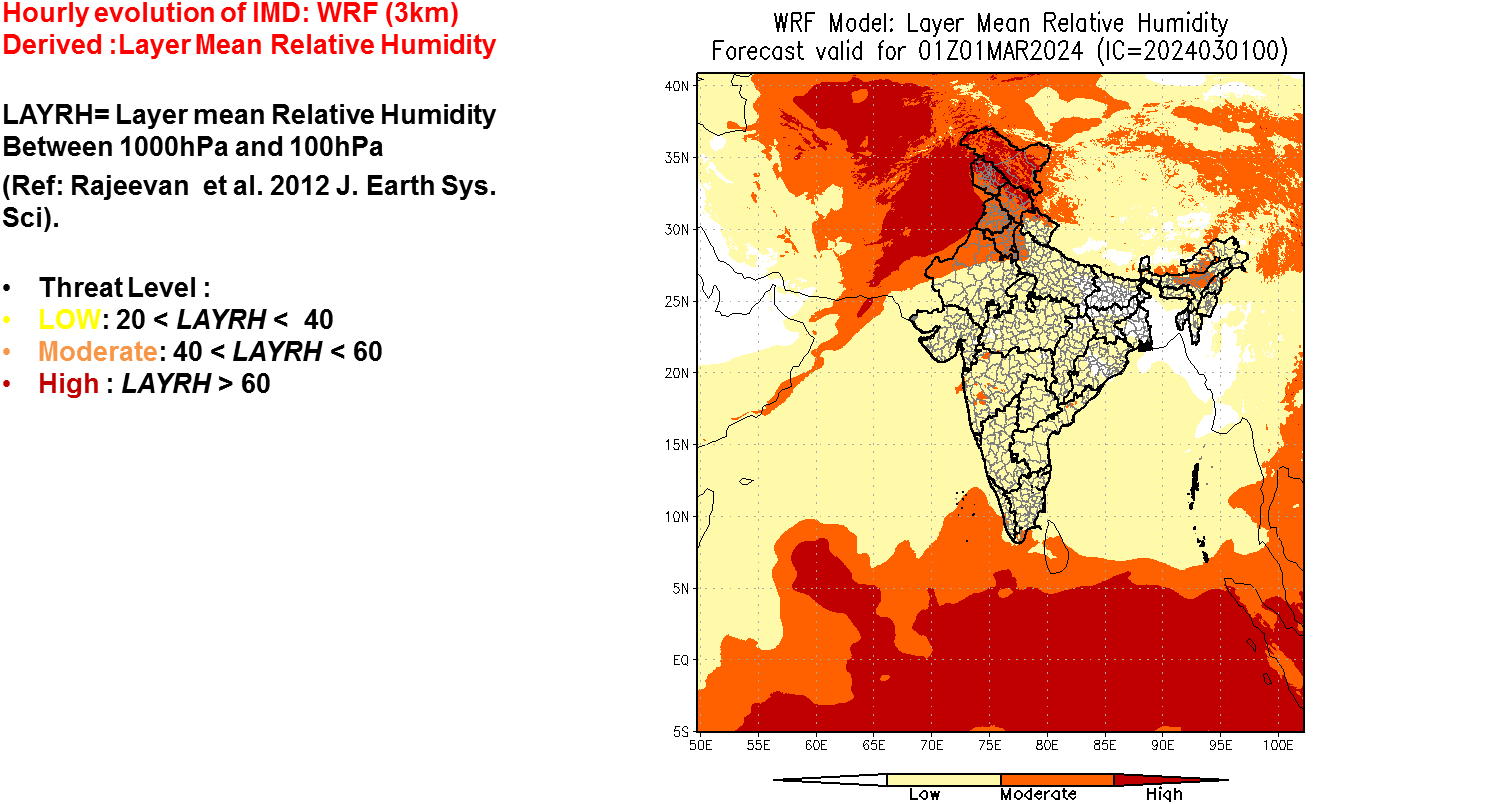 Hourly evolution of IMD: WRF (3km)
Derived :Layer Mean Relative Humidity
LAYRH= Layer mean Relative Humidity
Between 1000hPa and 100hPa
(Ref: Rajeevan et al. 2012 J. Earth Sys.
Sci).
• Threat Level :
• LOW: 20 < LAYRH < 40
• Moderate: 40 < LAYRH < 60
• High : LAYRH > 60
WRF Model: Layer Mean Relative Humidity
Forecast valid for 01Z01MAR2024 (IC=2024030100)
40N
35N
30N
25N
20N
15N
10N
5N
EQ
5S
50E 55E 60E 65E 70E 75E 80E 85E 90E 95E 100E
Low Moderate High